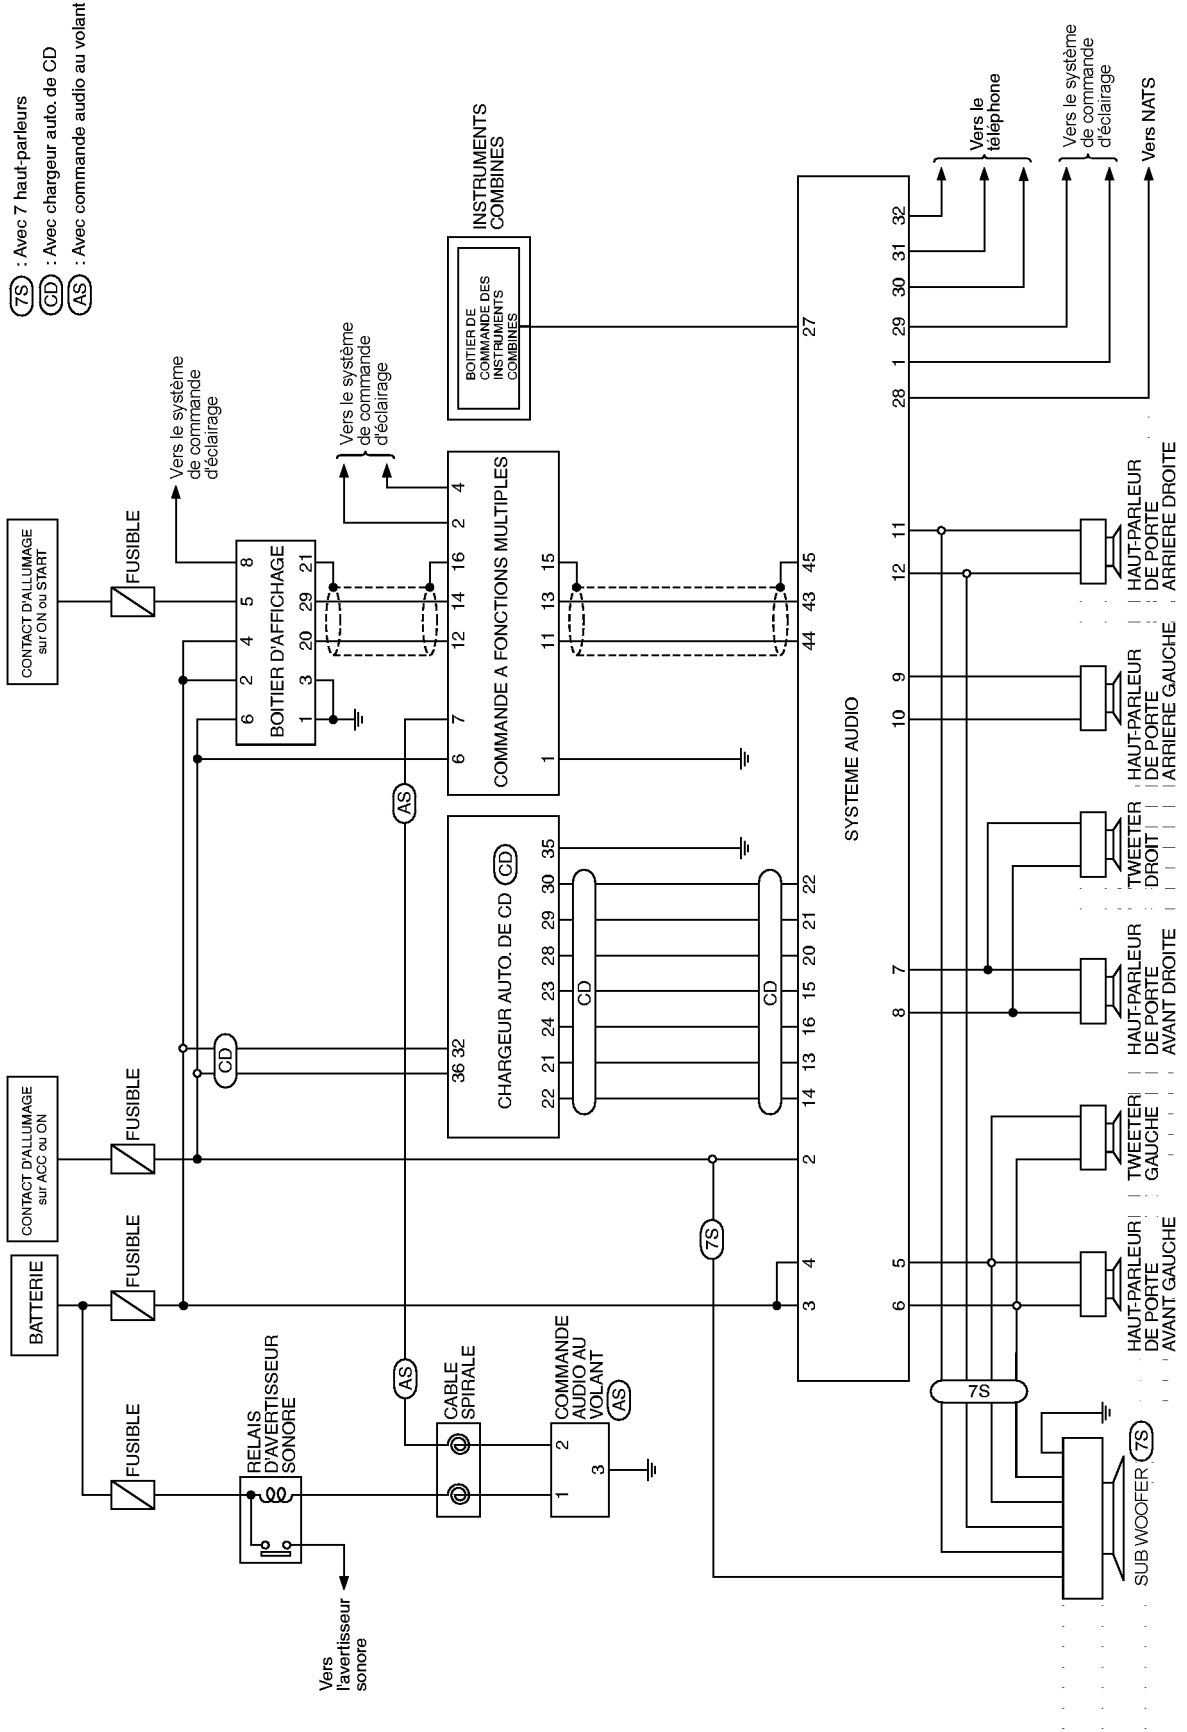 7S : Avec 7 haut-parleurs
CD : Avec chargeur auto. de CD
AS : Avec commande audio au volant
BATTERIE
CONTACT D'ALLUMAGE
sur ACC ou ON
CONTACT D'ALLUMAGE
sur ON ou START
FUSIBLE
FUSIBLE
FUSIBLE
FUSIBLE
Vers le système
de commande
d'éclairage
RELAIS
D'AVERTISSEUR
SONORE
Vers
l'avertisseur
sonore
CD
6 2 4 5 8
BOITIER D'AFFICHAGE
1 3 20 29 21
Vers le système
de commande
d'éclairage
AS
AS
CABLE
SPIRALE
36 32
CHARGEUR AUTO. DE CD CD
22 21 24 23 28 29 30 35
6 7 12 14 16 2 4
COMMANDE A FONCTIONS MULTIPLES
1 11 13 15
INSTRUMENTS
COMBINES
BOITIER DE
COMMANDE DES
INSTRUMENTS
COMBINES
COMMANDE
AUDIO AU
VOLANT
AS
1 2
3
CD
CD
7S
3 4 2 14 13 16 15 20 21 22 44 43 45 27
SYSTEME AUDIO
6 5 8 7 10 9 12 11 28 1 29 30 31 32
Vers le
téléphone
Vers le système
de commande
d'éclairage
Vers NATS
7S
SUB WOOFER 7S
HAUT-PARLEUR
DE PORTE
AVANT GAUCHE
TWEETER
GAUCHE
HAUT-PARLEUR
DE PORTE
AVANT DROITE
TWEETER
DROIT
HAUT-PARLEUR
DE PORTE
ARRIERE GAUCHE
HAUT-PARLEUR
DE PORTE
ARRIERE DROITE